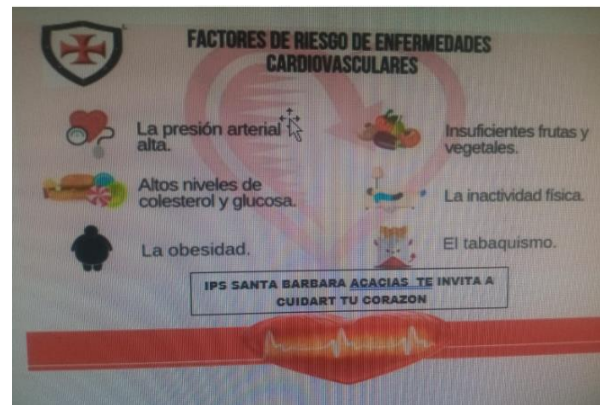 FACTORES DE RIESGO DE ENFERMEDADES
CARDIOVASCULARES
La presión arterial
alta.
Insuficientes frutas y
vegetales.
Altos niveles de
colesterol y glucosa.
La inactividad física.
La obesidad.
El tabaquismo.
IPS SANTA BARBARA ACACIAS TE INVITA A
CUIDART TU CORAZON